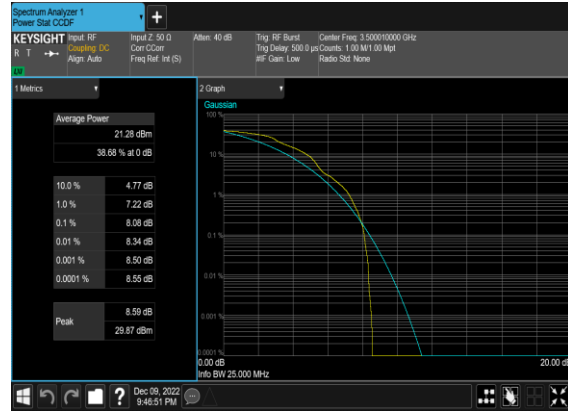 Spectrum Analyzer 1
Power Stat CCDF
KEYSIGHT
R T
LXI
Input: RF
Coupling: DC
Align: Auto
Input Z: 50 Ω
Corr CCorr
Freq Ref: Int (S)
Atten: 40 dB
Trig: RF Burst
Trig Delay: 500.0 µs
#IF Gain: Low
Center Freq: 3.500010000 GHz
Counts: 1.00 M/1.00 Mpt
Radio Std: None
1 Metrics
Average Power
21.28 dBm
38.68 % at 0 dB
10.0 % 4.77 dB
1.0 % 7.22 dB
0.1 % 8.08 dB
0.01 % 8.34 dB
0.001 % 8.50 dB
0.0001 % 8.55 dB
Peak
8.59 dB
29.87 dBm
2 Graph
Gaussian
100 %
10 %
1 %
0.1 %
0.01 %
0.001 %
0.0001 %
0.00 dB
20.00 dB
Info BW 25.000 MHz
?
Dec 09, 2022
9:46:51 PM